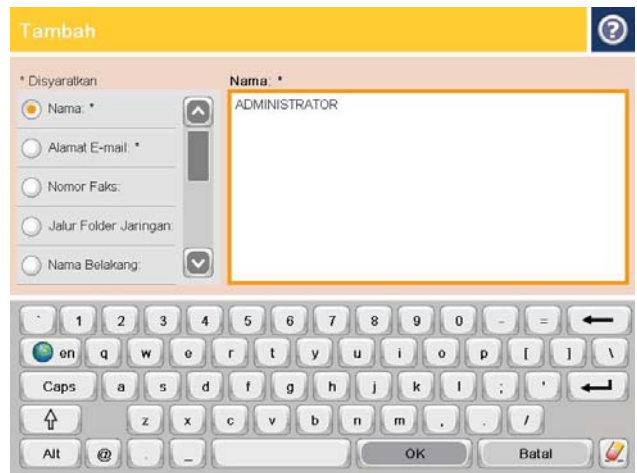 Tambah
?
* Disyaratkan
Nama: *
Nama: *
ADMINISTRATOR
Alamat E-mail: *
Nomor Faks:
Jalur Folder Jaringan:
Nama Belakang:
` 1 2 3 4 5 6 7 8 9 0 - =
en q w e r t y u i o p [ ] \
Caps a s d f g h j k l ; '
z x c v b n m , . /
Alt @ . _ OK Batal